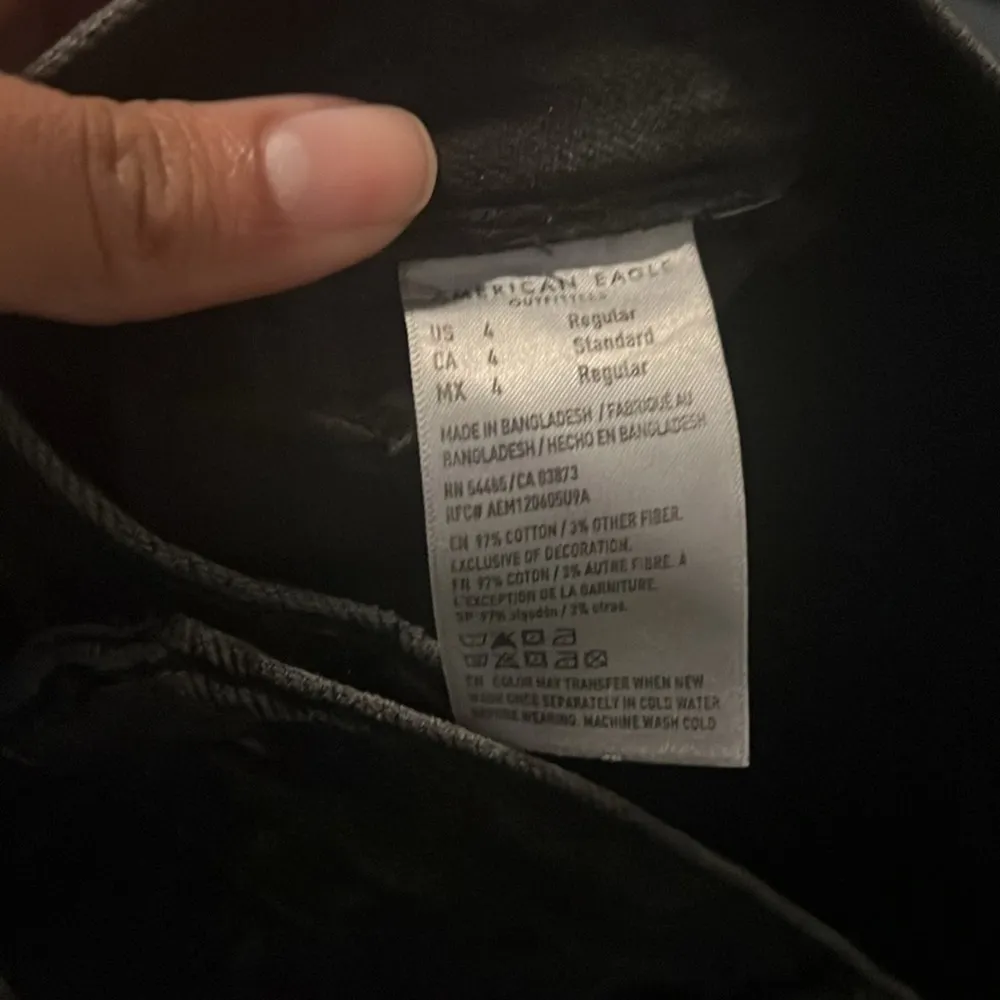 AMERICAN EAGLE
OUTFITTERS
US 4 Regular
CA 4 Standard
MX 4 Regular
MADE IN BANGLADESH / FABRIQUÉ AU
BANGLADESH / HECHO EN BANGLADESH
RN 54485/CA 03873
RFC# AEM120605U9A
EN 97% COTTON / 3% OTHER FIBER.
EXCLUSIVE OF DECORATION.
FR 97% COTON / 3% AUTRE FIBRE. À
L'EXCEPTION DE LA GARNITURE.
SP 97% algodón / 3% otras.
EN COLOR MAY TRANSFER WHEN NEW
WASH ONCE SEPARATELY IN COLD WATER
BEFORE WEARING. MACHINE WASH COLD